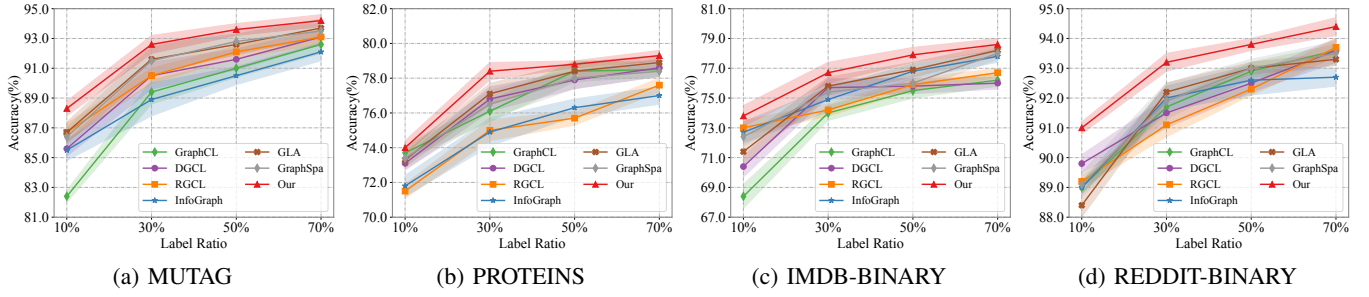 95.0
93.0
91.0
89.0
87.0
85.0
83.0
81.0
Accuracy(%)
10% 30% 50% 70%
Label Ratio
GraphCL
DGCL
RGCL
InfoGraph
GLA
GraphSpa
Our
(a) MUTAG
82.0
80.0
78.0
76.0
74.0
72.0
70.0
Accuracy(%)
10% 30% 50% 70%
Label Ratio
GraphCL
DGCL
RGCL
InfoGraph
GLA
GraphSpa
Our
(b) PROTEINS
79.0
77.0
75.0
73.0
71.0
69.0
67.0
Accuracy(%)
10% 30% 50% 70%
Label Ratio
GraphCL
DGCL
RGCL
InfoGraph
GLA
GraphSpa
Our
(c) IMDB-BINARY
95.0
94.0
93.0
92.0
91.0
90.0
89.0
88.0
Accuracy(%)
10% 30% 50% 70%
Label Ratio
GraphCL
DGCL
RGCL
InfoGraph
GLA
GraphSpa
Our
(d) REDDIT-BINARY